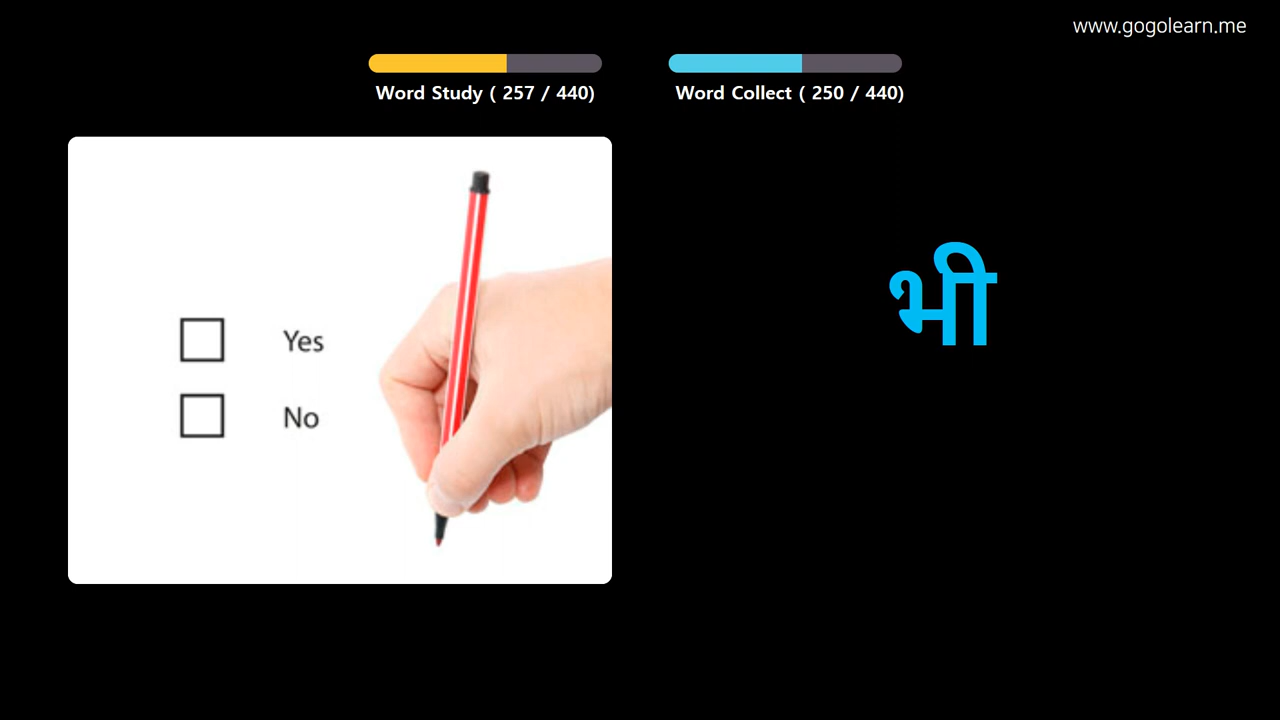 www.gogolearn.me
Word Study ( 257 / 440)
Word Collect ( 250 / 440)
भी
Yes
No